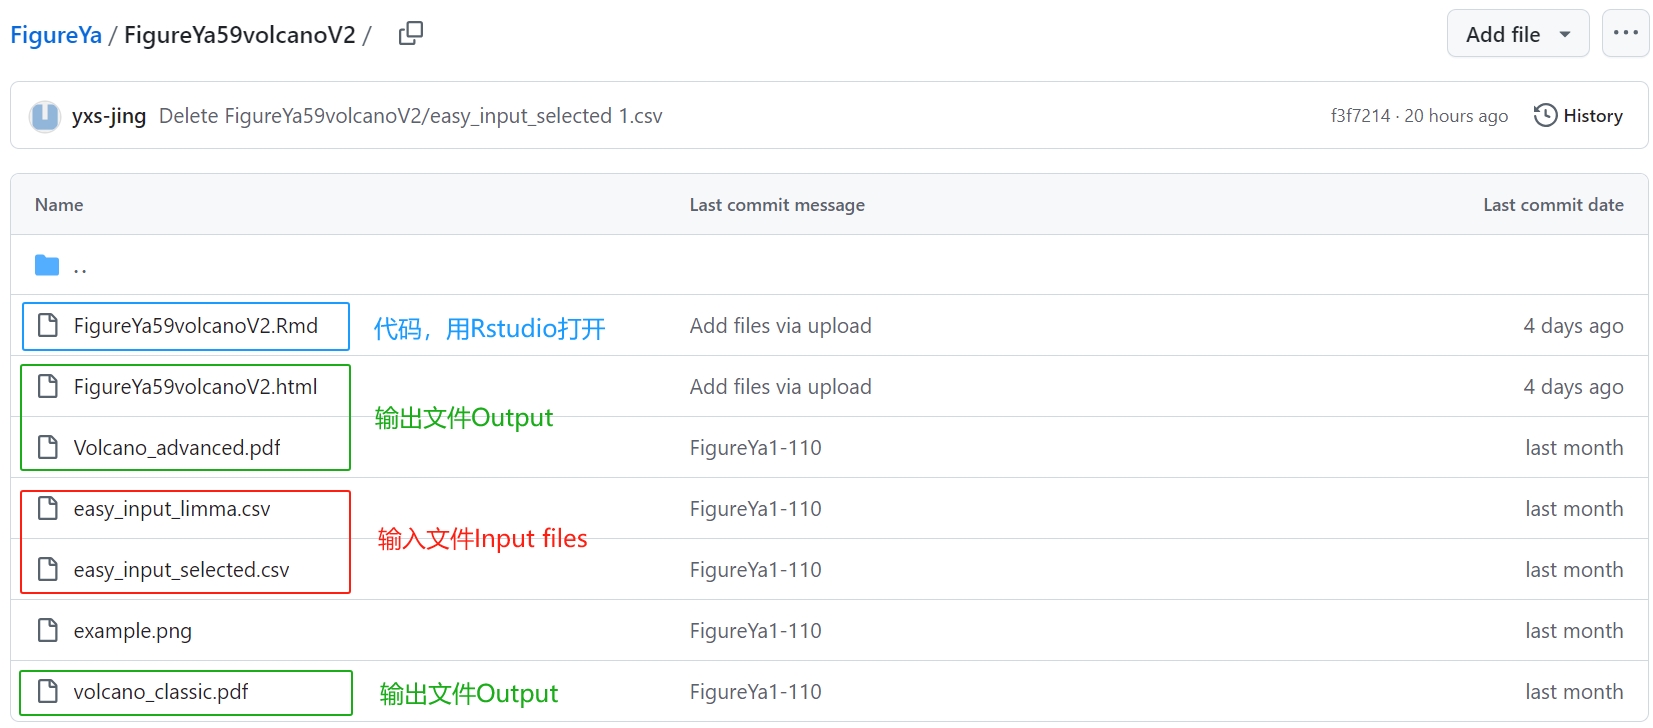 FigureYa / FigureYa59volcanoV2 /
Add file
yxs-jing Delete FigureYa59volcanoV2/easy_input_selected 1.csv f3f7214 · 20 hours ago History
Name Last commit message Last commit date
..
FigureYa59volcanoV2.Rmd 代码，用Rstudio打开 Add files via upload 4 days ago
FigureYa59volcanoV2.html Add files via upload 4 days ago
输出文件Output
Volcano_advanced.pdf FigureYa1-110 last month
easy_input_limma.csv FigureYa1-110 last month
输入文件Input files
easy_input_selected.csv FigureYa1-110 last month
example.png FigureYa1-110 last month
volcano_classic.pdf 输出文件Output FigureYa1-110 last month